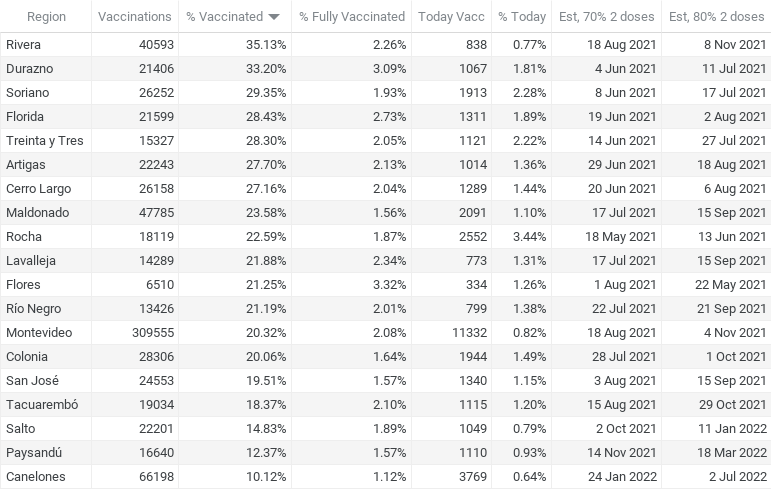 Region Vaccinations % Vaccinated % Fully Vaccinated Today Vacc % Today Est, 70% 2 doses Est, 80% 2 doses
Rivera 40593 35.13% 2.26% 838 0.77% 18 Aug 2021 8 Nov 2021
Durazno 21406 33.20% 3.09% 1067 1.81% 4 Jun 2021 11 Jul 2021
Soriano 26252 29.35% 1.93% 1913 2.28% 8 Jun 2021 17 Jul 2021
Florida 21599 28.43% 2.73% 1311 1.89% 19 Jun 2021 2 Aug 2021
Treinta y Tres 15327 28.30% 2.05% 1121 2.22% 14 Jun 2021 27 Jul 2021
Artigas 22243 27.70% 2.13% 1014 1.36% 29 Jun 2021 18 Aug 2021
Cerro Largo 26158 27.16% 2.04% 1289 1.44% 20 Jun 2021 6 Aug 2021
Maldonado 47785 23.58% 1.56% 2091 1.10% 17 Jul 2021 15 Sep 2021
Rocha 18119 22.59% 1.87% 2552 3.44% 18 May 2021 13 Jun 2021
Lavalleja 14289 21.88% 2.34% 773 1.31% 17 Jul 2021 15 Sep 2021
Flores 6510 21.25% 3.32% 334 1.26% 1 Aug 2021 22 May 2021
Río Negro 13426 21.19% 2.01% 799 1.38% 22 Jul 2021 21 Sep 2021
Montevideo 309555 20.32% 2.08% 11332 0.82% 18 Aug 2021 4 Nov 2021
Colonia 28306 20.06% 1.64% 1944 1.49% 28 Jul 2021 1 Oct 2021
San José 24553 19.51% 1.57% 1340 1.15% 3 Aug 2021 15 Sep 2021
Tacuarembó 19034 18.37% 2.10% 1115 1.20% 15 Aug 2021 29 Oct 2021
Salto 22201 14.83% 1.89% 1049 0.79% 2 Oct 2021 11 Jan 2022
Paysandú 16640 12.37% 1.57% 1110 0.93% 14 Nov 2021 18 Mar 2022
Canelones 66198 10.12% 1.12% 3769 0.64% 24 Jan 2022 2 Jul 2022